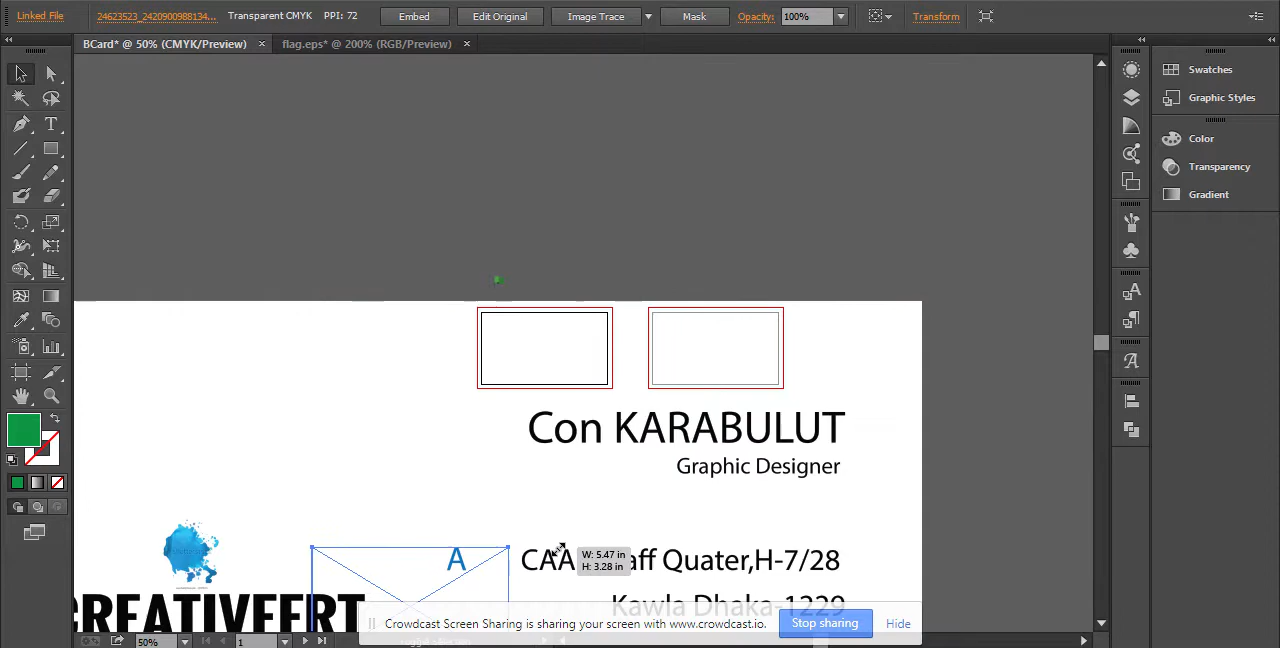 Linked File 24623523_2420900988134... Transparent CMYK PPI: 72 Embed Edit Original Image Trace Mask Opacity: 100% Transform
BCard* @ 50% (CMYK/Preview) × flag.eps* @ 200% (RGB/Preview) ×
Swatches
Graphic Styles
Color
Transparency
Gradient
Con KARABULUT
Graphic Designer
A CAA aff Quater,H-7/28
W: 5.47 in
H: 3.28 in
Kawla Dhaka-1229
CREATIVEFERT
Crowdcast Screen Sharing is sharing your screen with www.crowdcast.io. Stop sharing Hide
50% 1